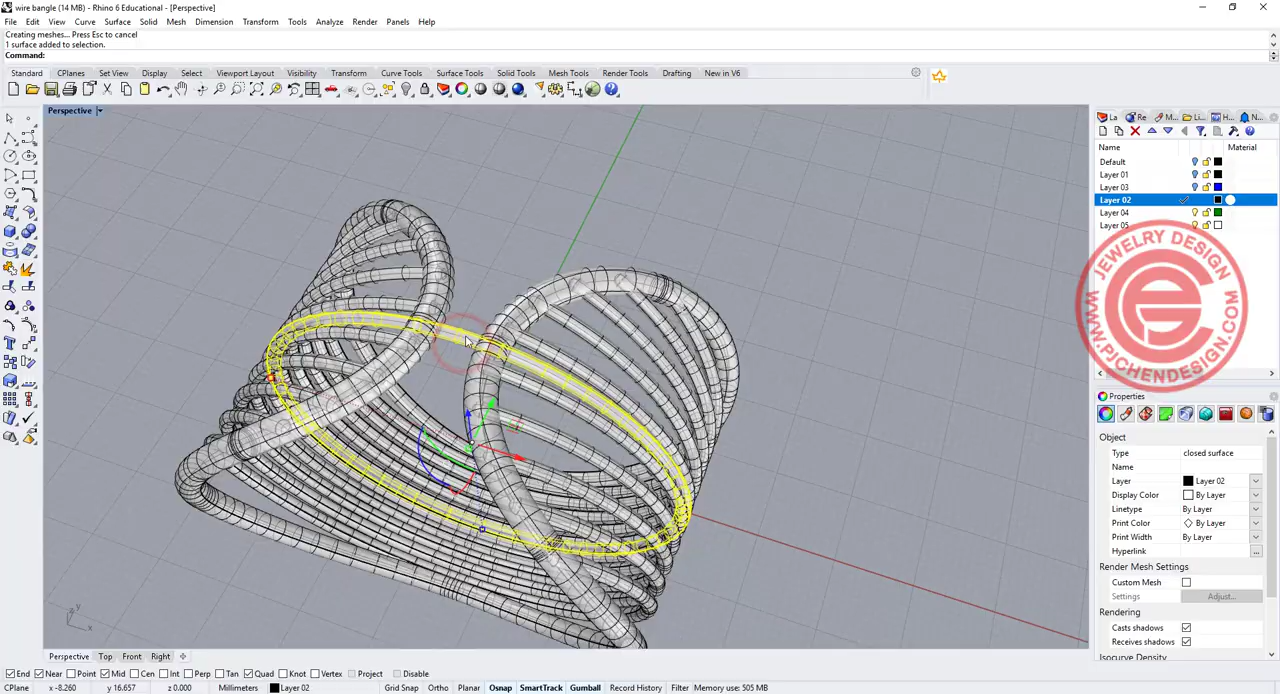 wire bangle (14 MB) - Rhino 6 Educational - [Perspective]
File Edit View Curve Surface Solid Mesh Dimension Transform Tools Analyze Render Panels Help
Creating meshes... Press Esc to cancel
1 surface added to selection.
Command:
Standard CPlanes Set View Display Select Viewport Layout Visibility Transform Curve Tools Surface Tools Solid Tools Mesh Tools Render Tools Drafting New in V6
Perspective
La Re M... Li... H... N...
Name Material
Default
Layer 01
Layer 03
Layer 02
Layer 04
Layer 05
JEWELRY DESIGN
WWW.PJCHENDESIGN.COM
Properties
Object
Type closed surface
Name
Layer Layer 02
Display Color By Layer
Linetype By Layer
Print Color By Layer
Print Width By Layer
Hyperlink ...
Render Mesh Settings
Custom Mesh
Settings Adjust...
Rendering
Casts shadows
Receives shadows
Isocurve Density
y
x
Perspective Top Front Right
End Near Point Mid Cen Int Perp Tan Quad Knot Vertex Project Disable
CPlane x -8.260 y 16.657 z 0.000 Millimeters Layer 02 Grid Snap Ortho Planar Osnap SmartTrack Gumball Record History Filter Memory use: 505 MB